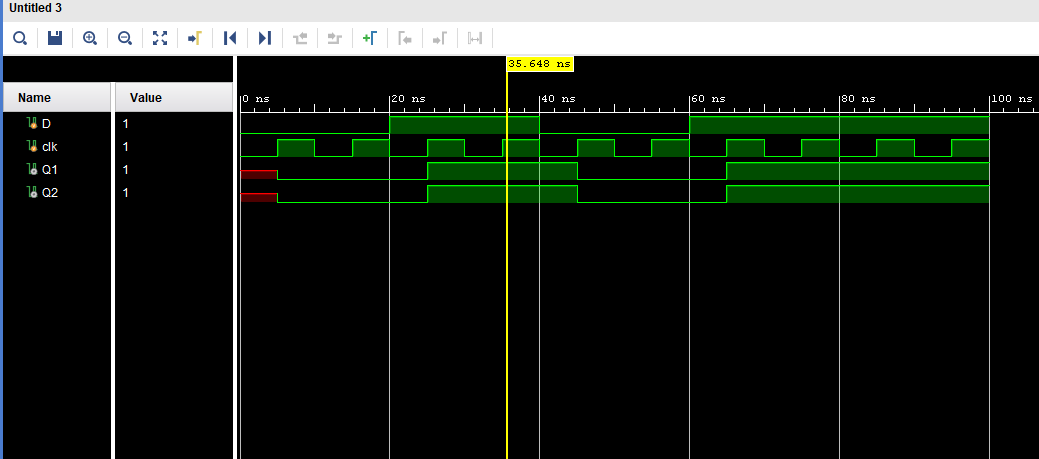 Untitled 3
35.648 ns
Name Value
0 ns 20 ns 40 ns 60 ns 80 ns 100 ns
D 1
clk 1
Q1 1
Q2 1